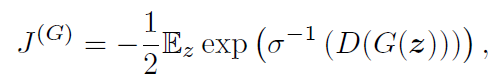 $J^{(G)} = -\frac{1}{2}\mathbb{E}_{z} \exp\left(\sigma^{-1}\left(D(G(\boldsymbol{z}))\right)\right),$